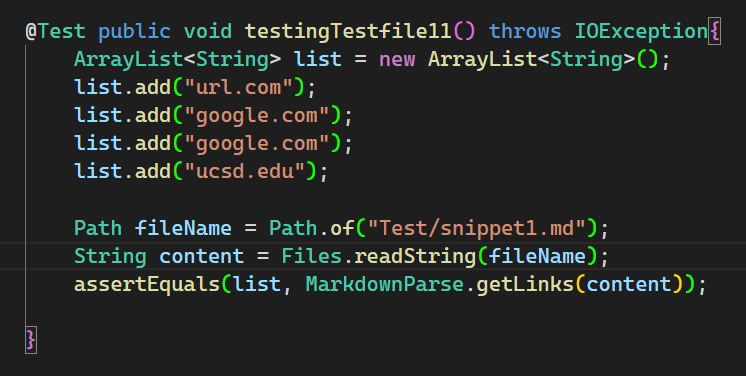 @Test public void testingTestfile11() throws IOException{
ArrayList<String> list = new ArrayList<String>();
list.add("url.com");
list.add("google.com");
list.add("google.com");
list.add("ucsd.edu");
Path fileName = Path.of("Test/snippet1.md");
String content = Files.readString(fileName);
assertEquals(list, MarkdownParse.getLinks(content));
}